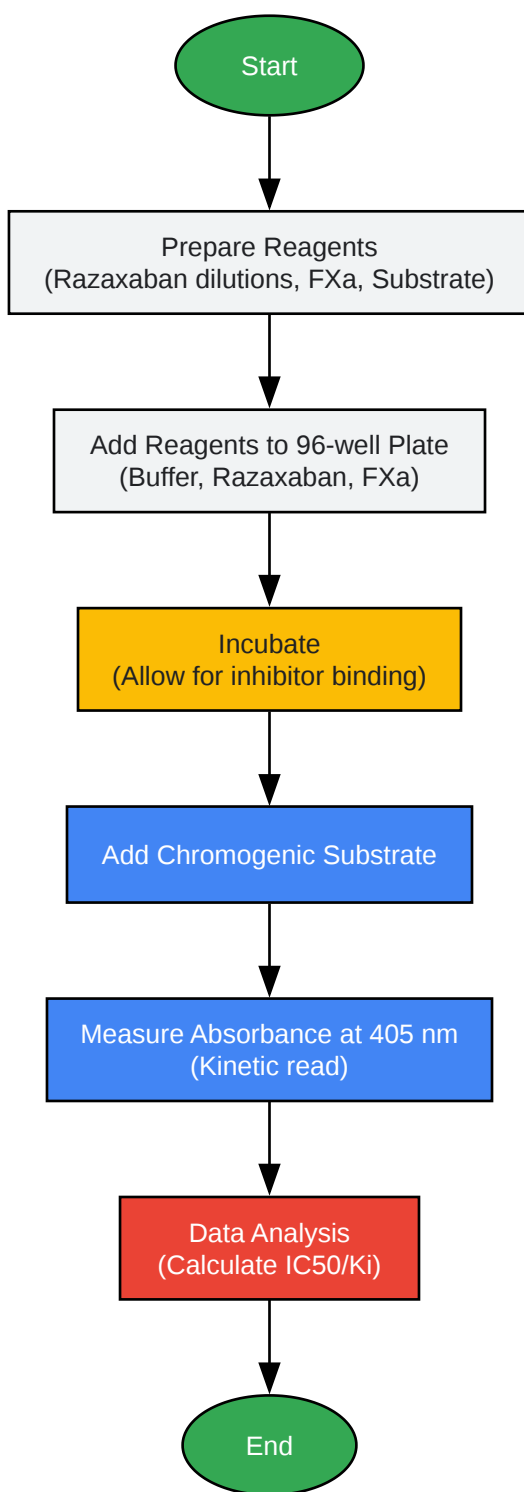 Start
Prepare Reagents
(Razaxaban dilutions, FXa, Substrate)
Add Reagents to 96-well Plate
(Buffer, Razaxaban, FXa)
Incubate
(Allow for inhibitor binding)
Add Chromogenic Substrate
Measure Absorbance at 405 nm
(Kinetic read)
Data Analysis
(Calculate IC50/Ki)
End